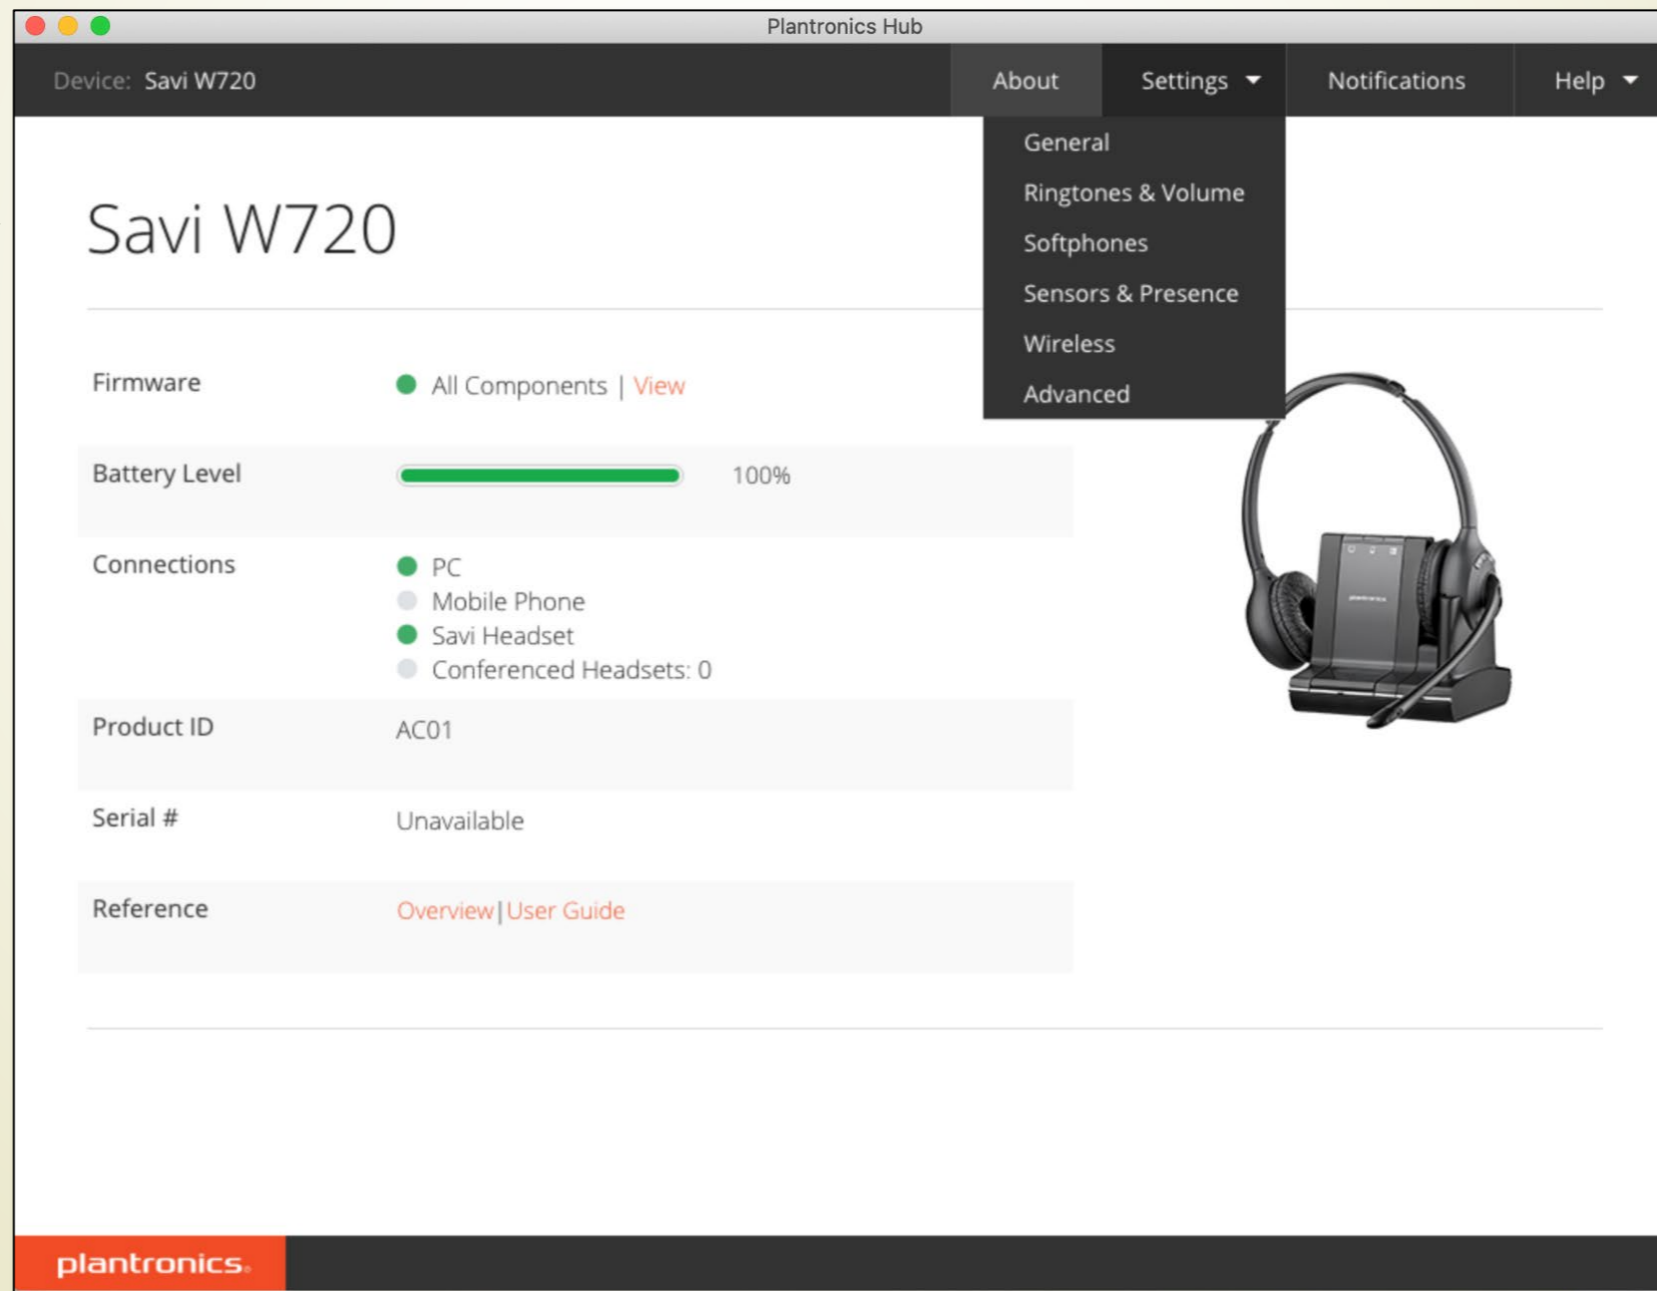 Plantronics Hub
Device: Savi W720
About
Settings
Notifications
Help
General
Ringtones & Volume
Softphones
Sensors & Presence
Wireless
Advanced
Savi W720
Firmware
All Components | View
Battery Level
100%
Connections
PC
Mobile Phone
Savi Headset
Conferenced Headsets: 0
Product ID
AC01
Serial #
Unavailable
Reference
Overview|User Guide
plantronics
plantronics